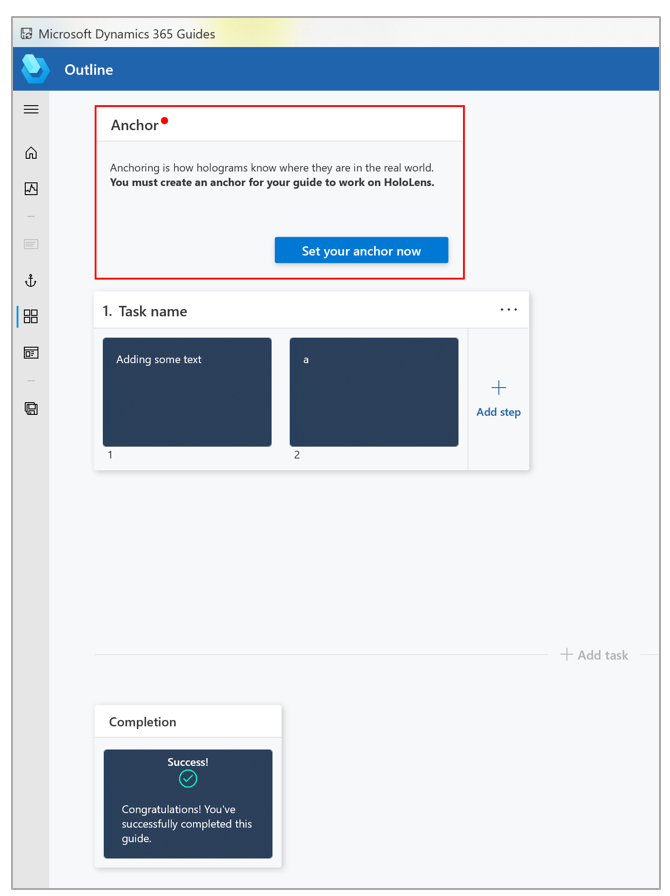 Microsoft Dynamics 365 Guides
Outline
Anchor
Anchoring is how holograms know where they are in the real world.
You must create an anchor for your guide to work on HoloLens.
Set your anchor now
1. Task name
Adding some text
a
Add step
1
2
Add task
Completion
Success!
Congratulations! You've
successfully completed this
guide.